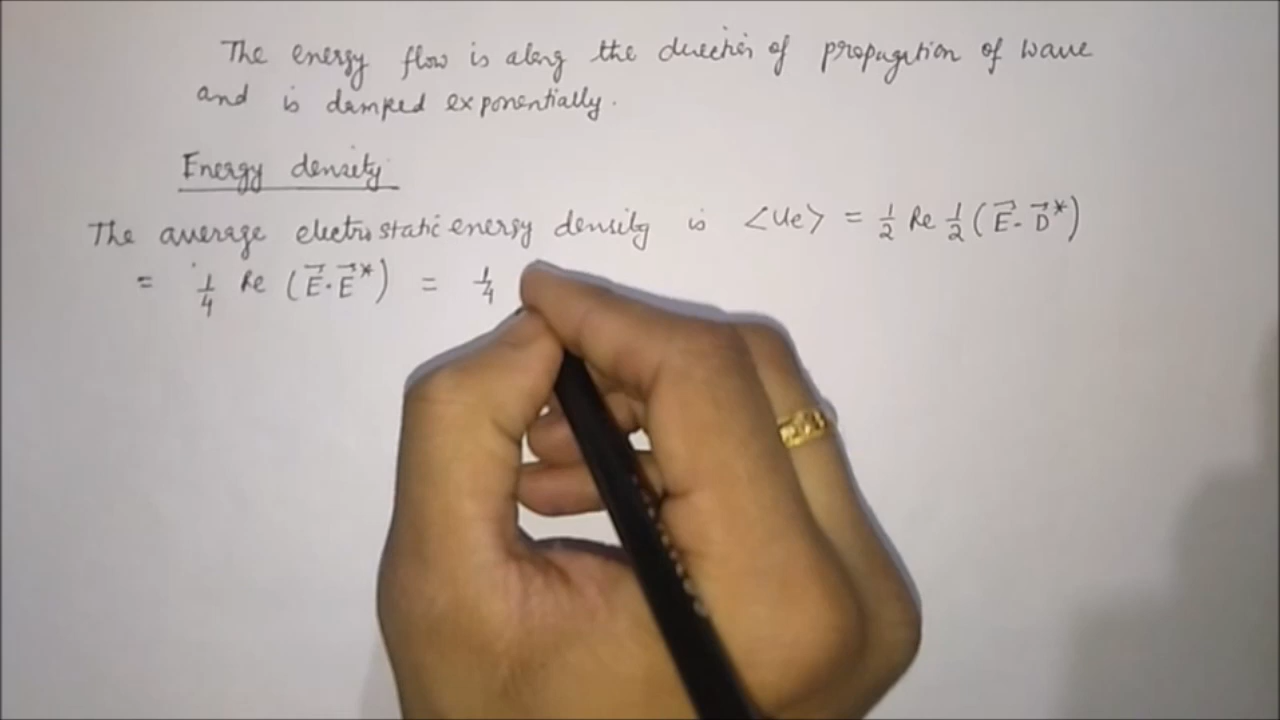 The energy flow is along the direction of propagation of wave
and is damped exponentially.
Energy density
The average electrostatic energy density is <Ue> = 1/2 Re 1/2 (E⃗ · D⃗*)
= 1/4 Re (E⃗ · E⃗*) = 1/4